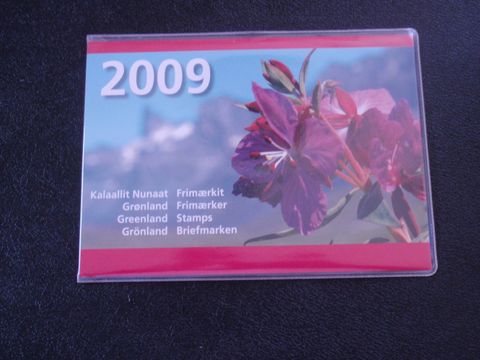 2009
Kalaallit Nunaat Frimærkit
Grønland Frimærker
Greenland Stamps
Grönland Briefmarken